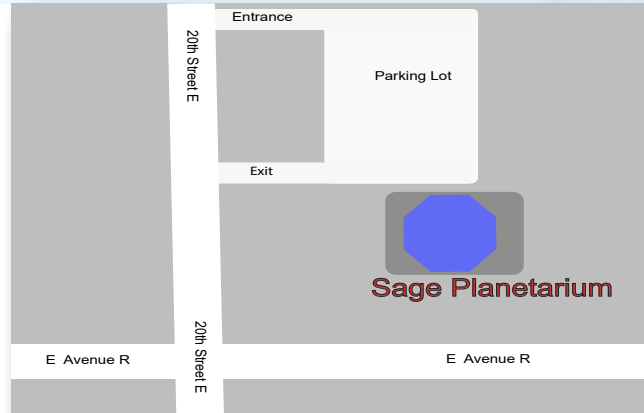 Entrance
20th Street E
Parking Lot
Exit
Sage Planetarium
20th Street E
E Avenue R
E Avenue R